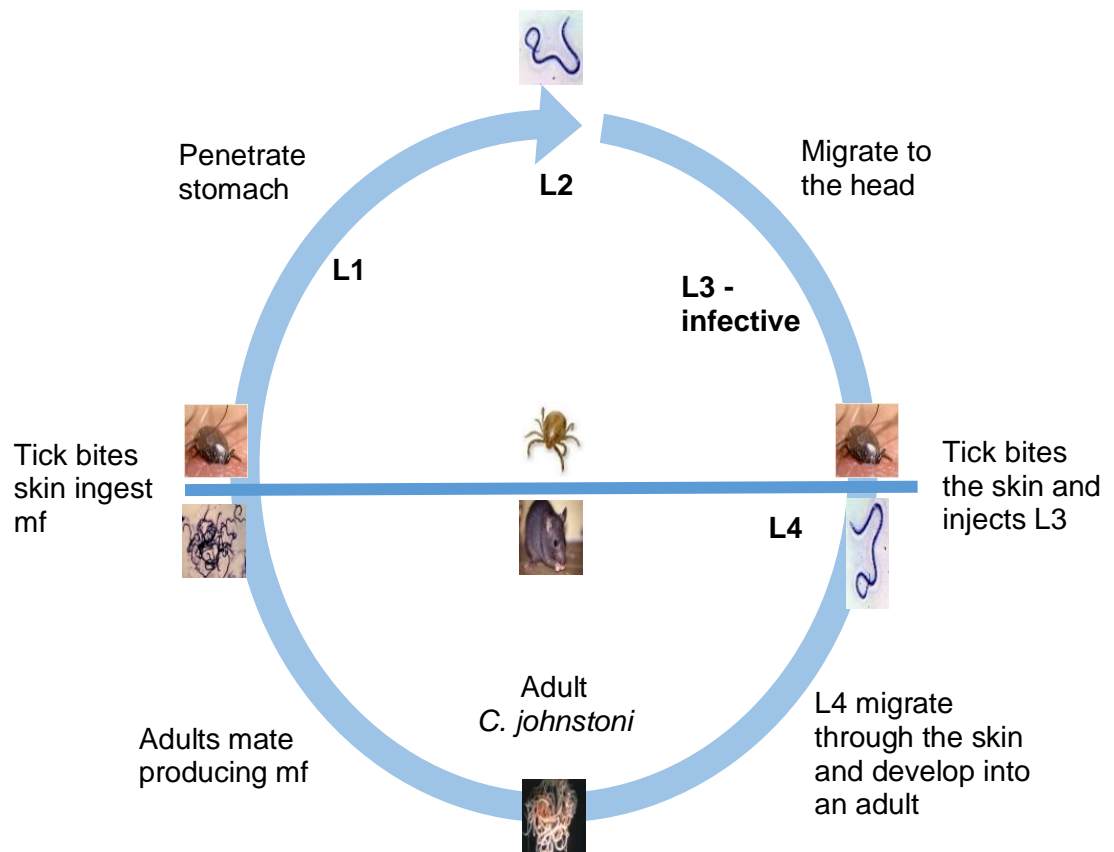 Penetrate
stomach
L2
Migrate to
the head
L1
L3 -
infective
Tick bites
skin ingest
mf
Tick bites
the skin and
injects L3
L4
Adult
C. johnstoni
Adults mate
producing mf
L4 migrate
through the skin
and develop into
an adult